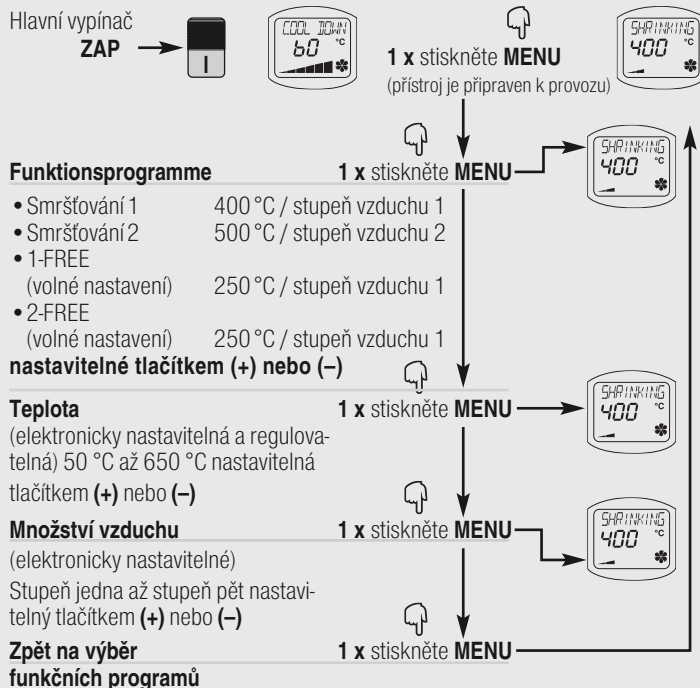 Hlavní vypínač
ZAP
I
COOL DOWN
60 °C
1 x stiskněte MENU
(přístroj je připraven k provozu)
SHRINKING
400 °C
Funktionsprogramme 1 x stiskněte MENU
SHRINKING
400 °C
• Smršťování 1 400 °C / stupeň vzduchu 1
• Smršťování 2 500 °C / stupeň vzduchu 2
• 1-FREE
(volné nastavení) 250 °C / stupeň vzduchu 1
• 2-FREE
(volné nastavení) 250 °C / stupeň vzduchu 1
nastavitelné tlačítkem (+) nebo (–)
Teplota 1 x stiskněte MENU
SHRINKING
400 °C
(elektronicky nastavitelná a regulova-
telná) 50 °C až 650 °C nastavitelná
tlačítkem (+) nebo (–)
Množství vzduchu 1 x stiskněte MENU
SHRINKING
400 °C
(elektronicky nastavitelné)
Stupeň jedna až stupeň pět nastavi-
telný tlačítkem (+) nebo (–)
Zpět na výběr 1 x stiskněte MENU
funkčních programů